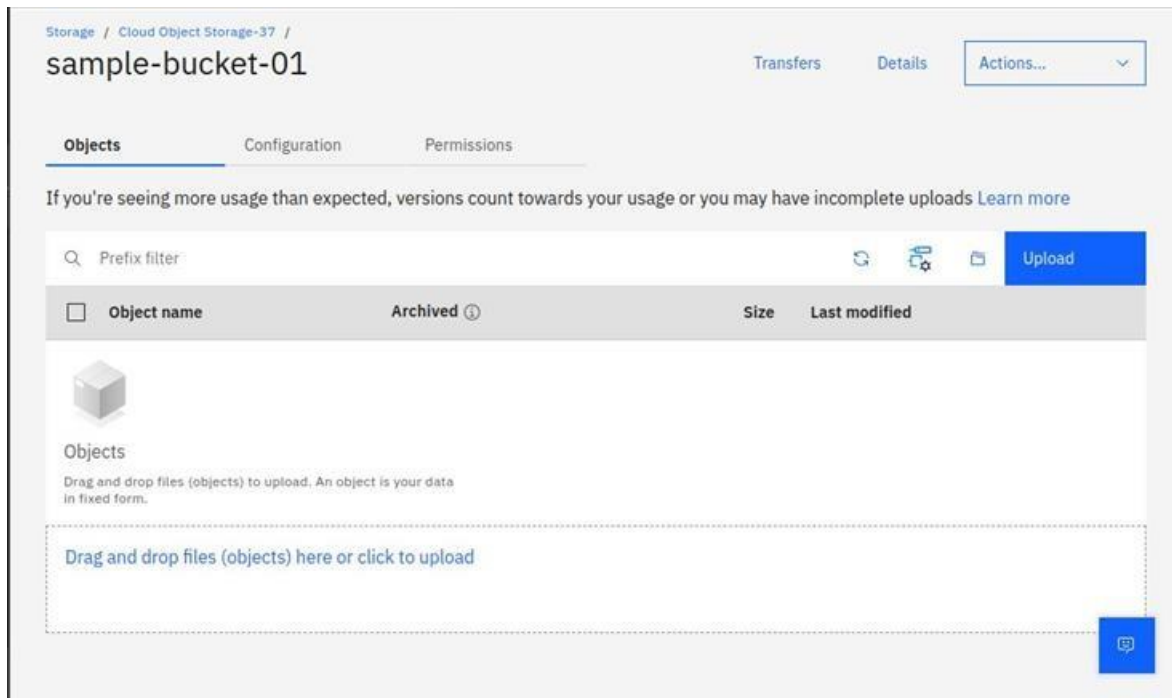 Storage / Cloud Object Storage-37 /
sample-bucket-01
Transfers Details Actions...
Objects Configuration Permissions
If you're seeing more usage than expected, versions count towards your usage or you may have incomplete uploads Learn more
Prefix filter Upload
Object name Archived Size Last modified
Objects
Drag and drop files (objects) to upload. An object is your data
in fixed form.
Drag and drop files (objects) here or click to upload